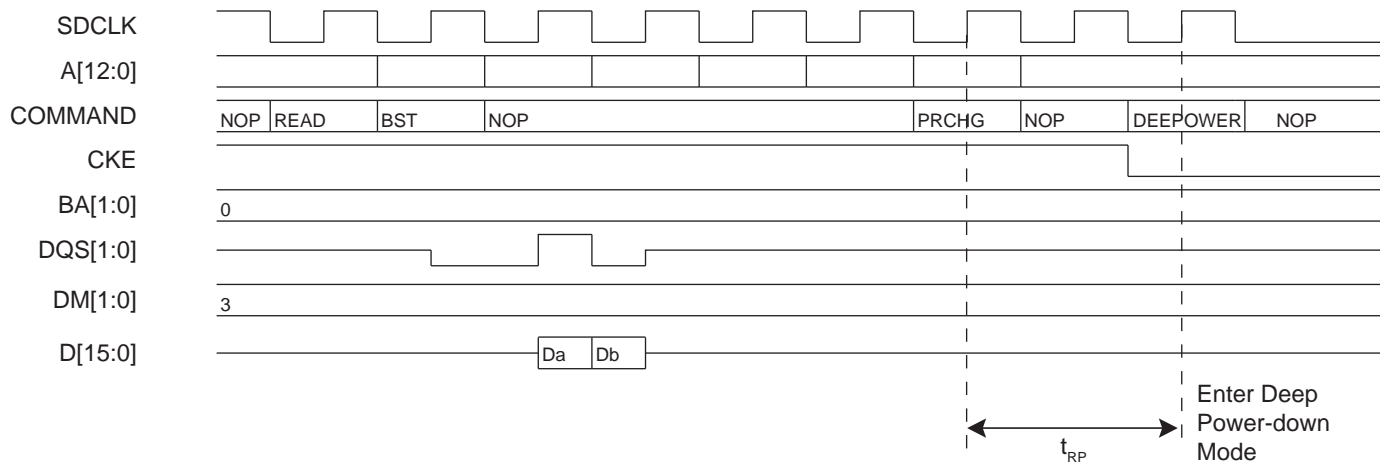 SDCLK
A[12:0]
COMMAND NOP READ BST NOP PRCHG NOP DEEPOWER NOP
CKE
BA[1:0] 0
DQS[1:0]
DM[1:0] 3
D[15:0] Da Db
tRP
Enter Deep
Power-down
Mode